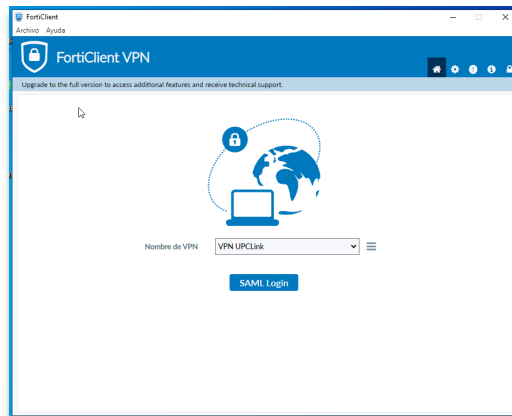 FortiClient
Archivo Ayuda
FortiClient VPN
Upgrade to the full version to access additional features and receive technical support.
Nombre de VPN
VPN UPCLink
SAML Login